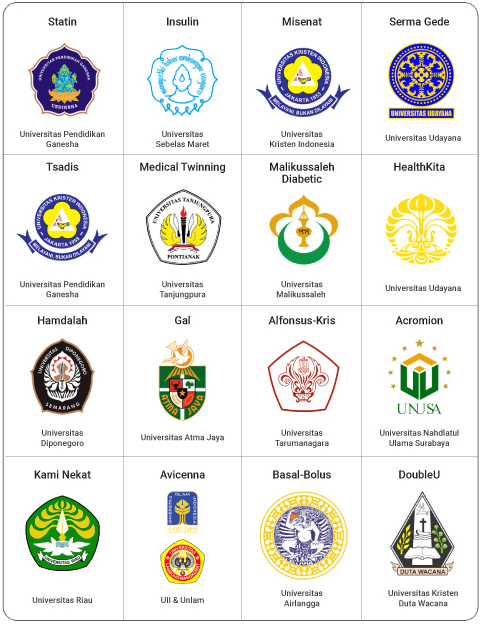 Statin
Insulin
Misenat
Serma Gede
UNIVERSITAS PENDIDIKAN GANESHA
UNDIKSHA
UNIVERSITAS KRISTEN INDONESIA
JAKARTA 1953
MELAYANI, BUKAN DILAYANI
UNIVERSITAS UDAYANA
Universitas Pendidikan
Ganesha
Universitas
Sebelas Maret
Universitas
Kristen Indonesia
Universitas Udayana
Tsadis
Medical Twinning
Malikussaleh
Diabetic
HealthKita
UNIVERSITAS KRISTEN INDONESIA
JAKARTA 1953
MELAYANI, BUKAN DILAYANI
UNIVERSITAS TANJUNGPURA
PONTIANAK
Universitas Pendidikan
Ganesha
Universitas
Tanjungpura
Universitas
Malikussaleh
Universitas Udayana
Hamdalah
Gal
Alfonsus-Kris
Acromion
UNIVERSITAS DIPONEGORO
SEMARANG
ATMA JAYA
UNUSA
Universitas
Diponegoro
Universitas Atma Jaya
Universitas
Tarumanagara
Universitas Nahdlatul
Ulama Surabaya
Kami Nekat
Avicenna
Basal-Bolus
DoubleU
UNIVERSITAS RIAU
DUTA WACANA
Universitas Riau
UII & Unlam
Universitas
Airlangga
Universitas Kristen
Duta Wacana